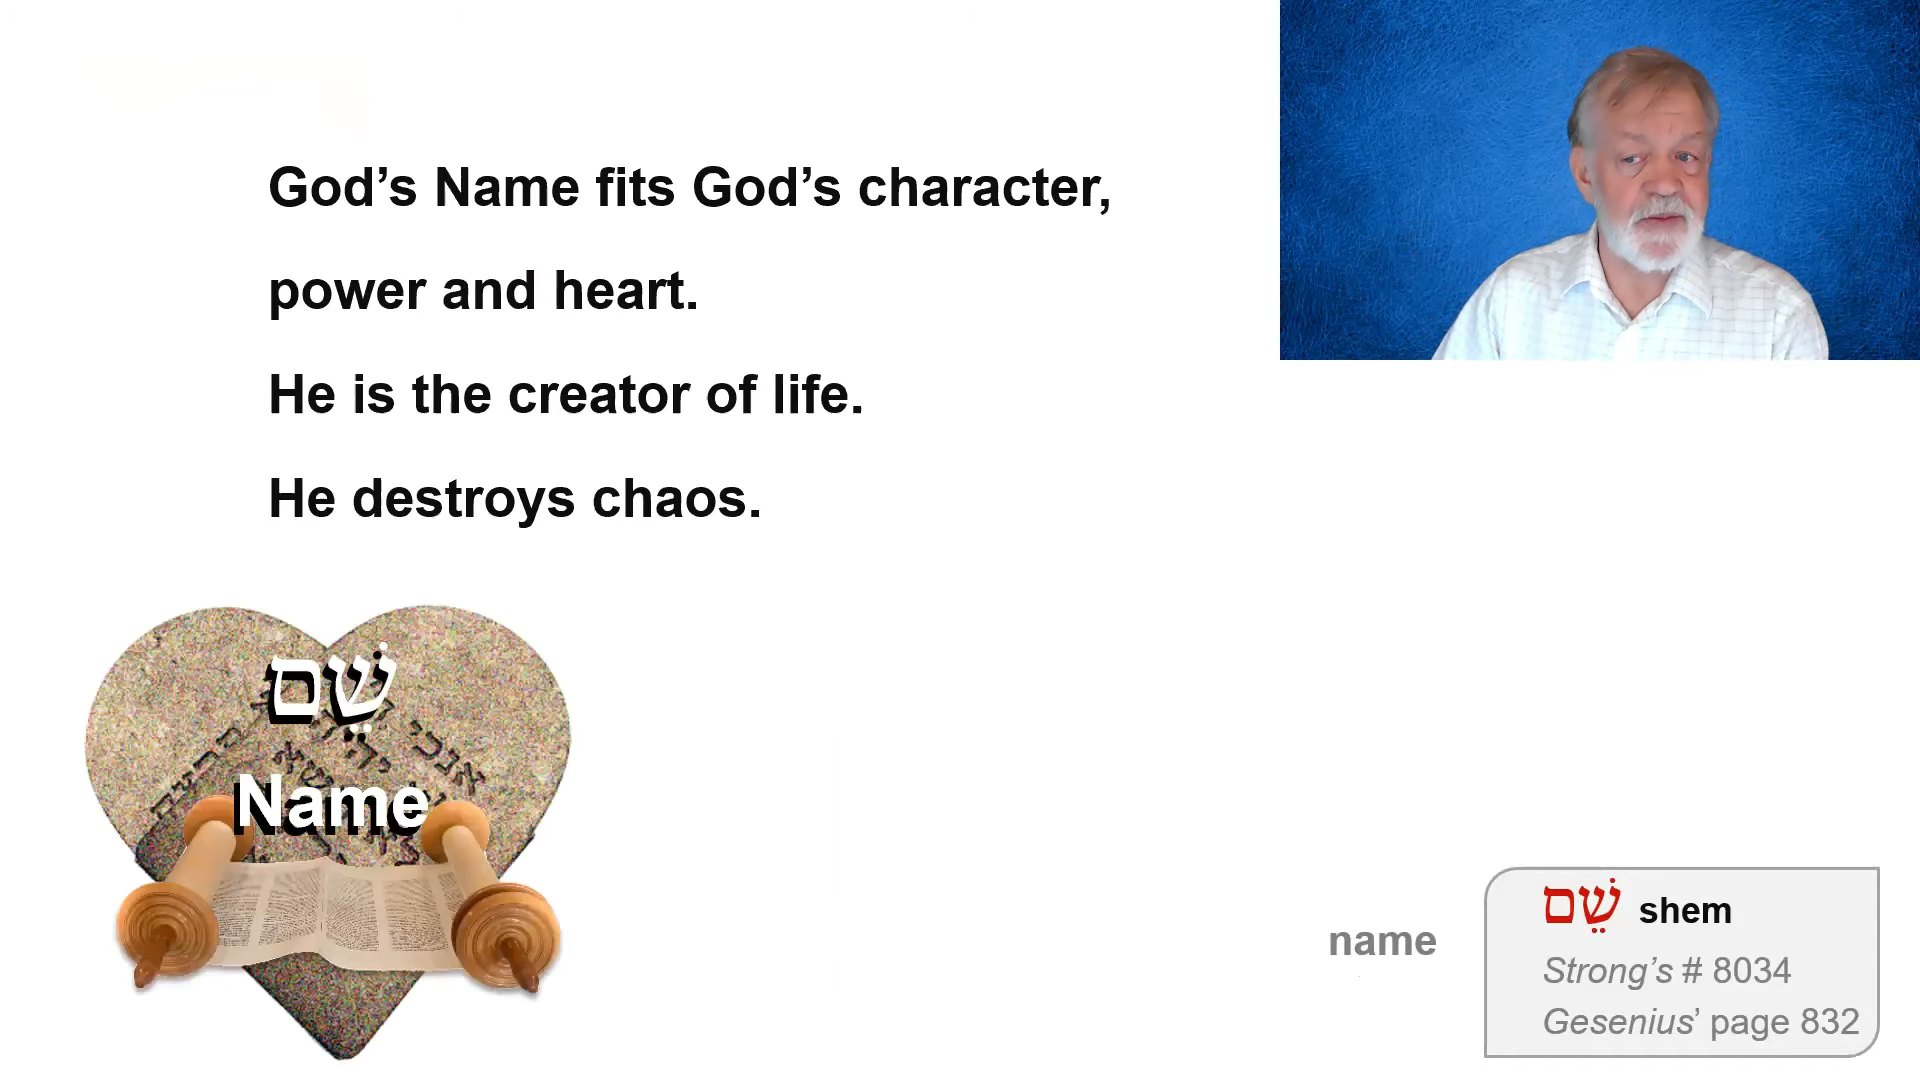 God’s Name fits God’s character,
power and heart.
He is the creator of life.
He destroys chaos.
שֵׁם
אנכי
Name
name
שֵׁם shem
Strong’s # 8034
Gesenius’ page 832